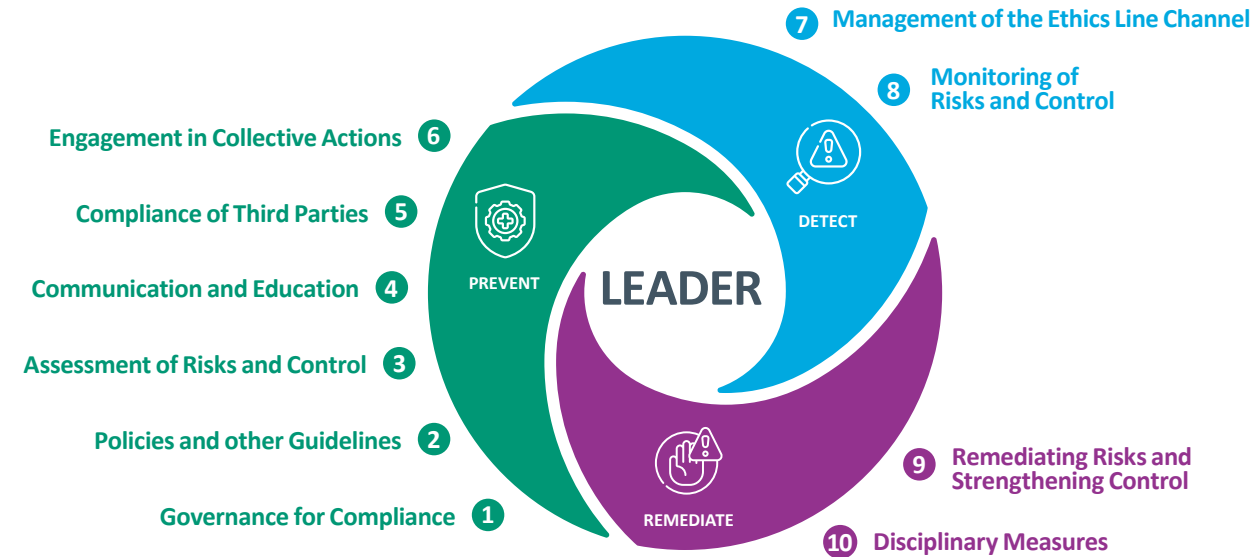 7 Management of the Ethics Line Channel
8 Monitoring of
Risks and Control
DETECT
6 Engagement in Collective Actions
5 Compliance of Third Parties
4 Communication and Education
3 Assessment of Risks and Control
2 Policies and other Guidelines
1 Governance for Compliance
PREVENT
LEADER
9 Remediating Risks and
Strengthening Control
10 Disciplinary Measures
REMEDIATE